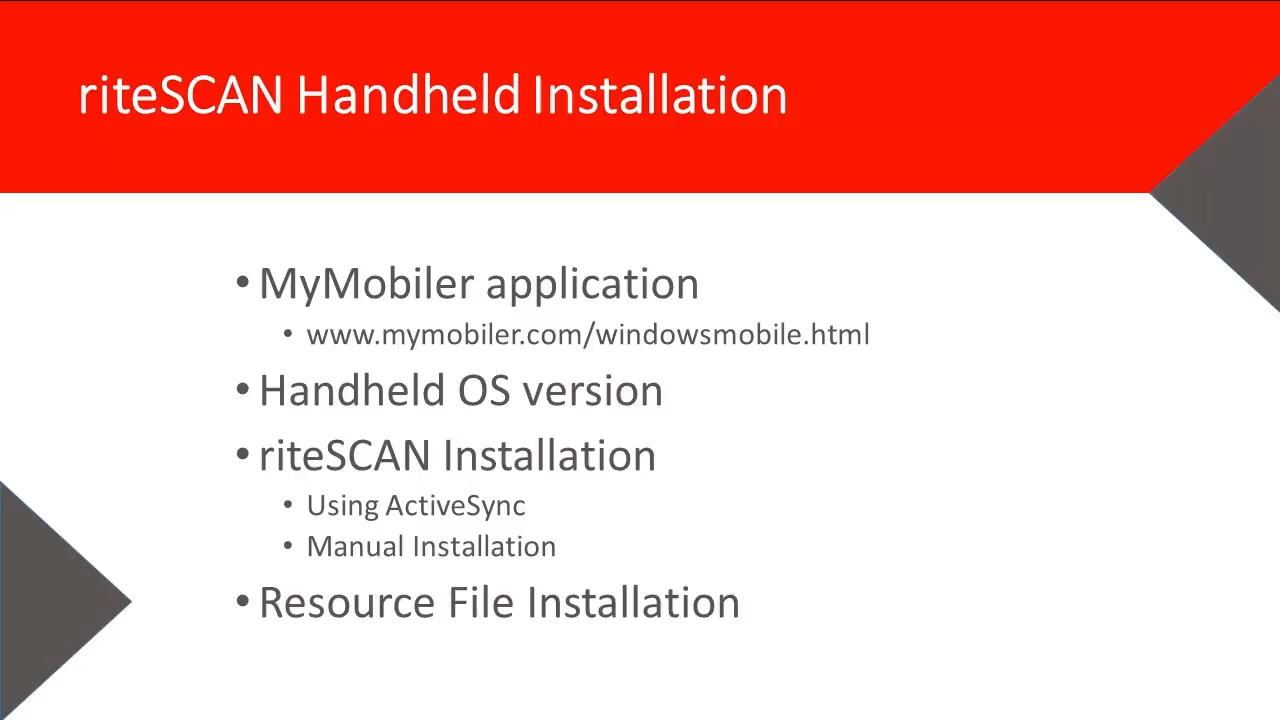 riteSCAN Handheld Installation
• MyMobiler application
• www.mymobiler.com/windowsmobile.html
• Handheld OS version
• riteSCAN Installation
• Using ActiveSync
• Manual Installation
• Resource File Installation